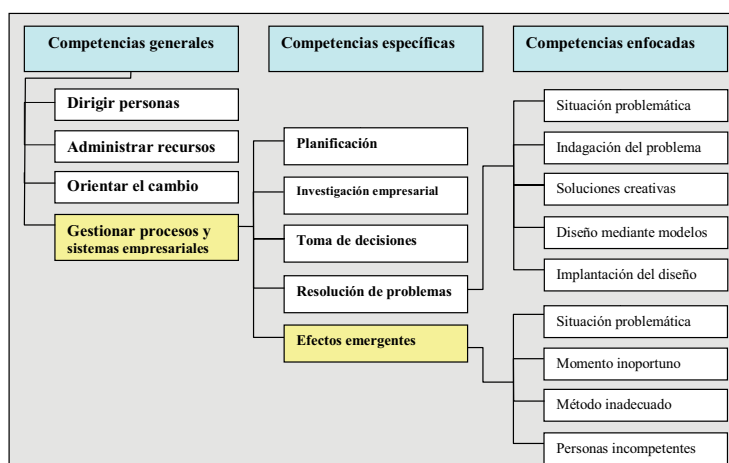 Competencias generales
Dirigir personas
Administrar recursos
Orientar el cambio
Gestionar procesos y
sistemas empresariales
Competencias específicas
Planificación
Investigación empresarial
Toma de decisiones
Resolución de problemas
Efectos emergentes
Competencias enfocadas
Situación problemática
Indagación del problema
Soluciones creativas
Diseño mediante modelos
Implantación del diseño
Situación problemática
Momento inoportuno
Método inadecuado
Personas incompetentes